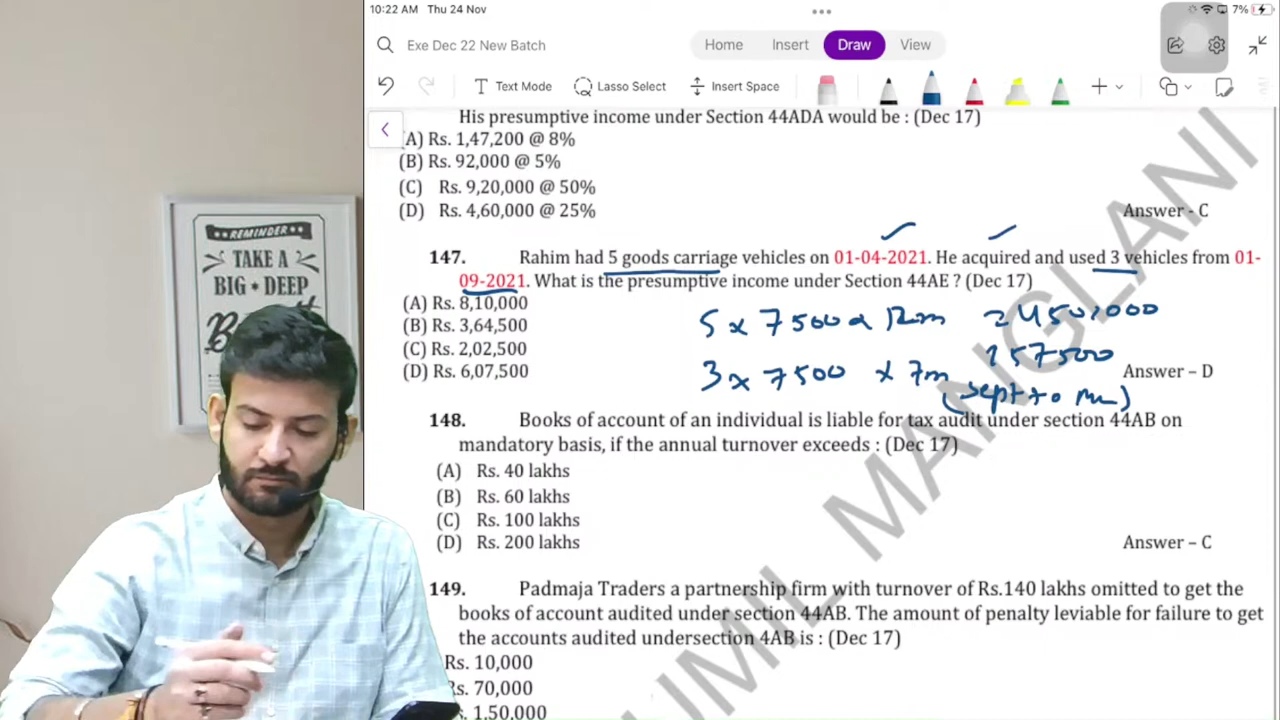 10:22 AM Thu 24 Nov
7%
Exe Dec 22 New Batch
Home Insert Draw View
Text Mode Lasso Select Insert Space
His presumptive income under Section 44ADA would be : (Dec 17)
(A) Rs. 1,47,200 @ 8%
(B) Rs. 92,000 @ 5%
(C) Rs. 9,20,000 @ 50%
(D) Rs. 4,60,000 @ 25% Answer - C
147. Rahim had 5 goods carriage vehicles on 01-04-2021. He acquired and used 3 vehicles from 01-
09-2021. What is the presumptive income under Section 44AE ? (Dec 17)
(A) Rs. 8,10,000
(B) Rs. 3,64,500
(C) Rs. 2,02,500
(D) Rs. 6,07,500 Answer – D
5 x 7500 x 12m
3 x 7500 x 7m 157500
148. Books of account of an individual is liable for tax audit under section 44AB on
mandatory basis, if the annual turnover exceeds : (Dec 17)
(A) Rs. 40 lakhs
(B) Rs. 60 lakhs
(C) Rs. 100 lakhs
(D) Rs. 200 lakhs Answer – C
149. Padmaja Traders a partnership firm with turnover of Rs.140 lakhs omitted to get the
books of account audited under section 44AB. The amount of penalty leviable for failure to get
the accounts audited undersection 4AB is : (Dec 17)
Rs. 10,000
Rs. 70,000
s. 1,50,000
REMINDER
TAKE A
BIG • DEEP
UMIL MANGLANI